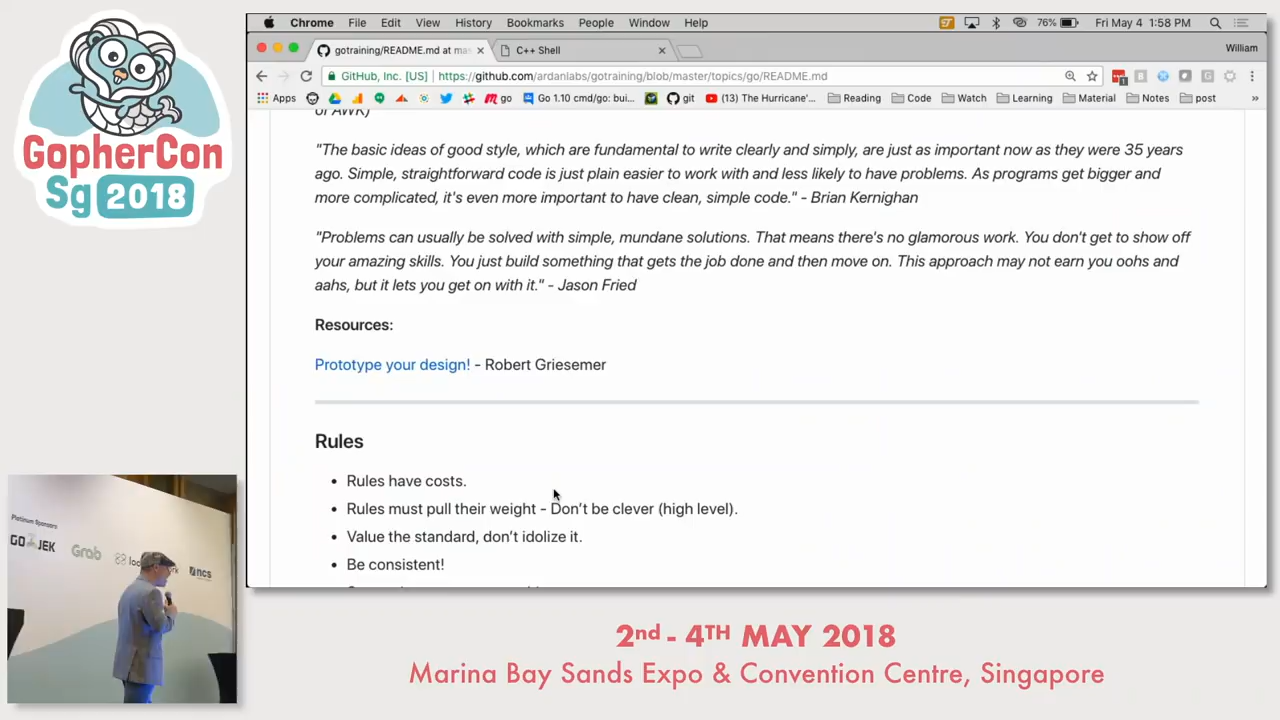 GopherCon
Sg 2018
Chrome File Edit View History Bookmarks People Window Help
76% Fri May 4 1:58 PM
gotraining/README.md at mas
C++ Shell
William
GitHub, Inc. [US] https://github.com/ardanlabs/gotraining/blob/master/topics/go/README.md
Apps go Go 1.10 cmd/go: bui... git (13) The Hurricane'... Reading Code Watch Learning Material Notes post »
of AWK)
"The basic ideas of good style, which are fundamental to write clearly and simply, are just as important now as they were 35 years
ago. Simple, straightforward code is just plain easier to work with and less likely to have problems. As programs get bigger and
more complicated, it's even more important to have clean, simple code." - Brian Kernighan
"Problems can usually be solved with simple, mundane solutions. That means there's no glamorous work. You don't get to show off
your amazing skills. You just build something that gets the job done and then move on. This approach may not earn you oohs and
aahs, but it lets you get on with it." - Jason Fried
Resources:
Prototype your design! - Robert Griesemer
Rules
• Rules have costs.
• Rules must pull their weight - Don't be clever (high level).
• Value the standard, don't idolize it.
• Be consistent!
Platinum Sponsors
GOJEK
Grab
ncs
2nd - 4TH MAY 2018
Marina Bay Sands Expo & Convention Centre, Singapore